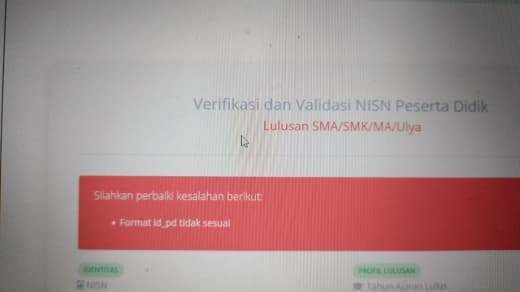 Verifikasi dan Validasi NISN Peserta Didik
Lulusan SMA/SMK/MA/Ulya
Silahkan perbaiki kesalahan berikut:
Format id_pd tidak sesuai
IDENTITAS
PROFIL LULUSAN
NISN
Tahun Ajaran Lulus